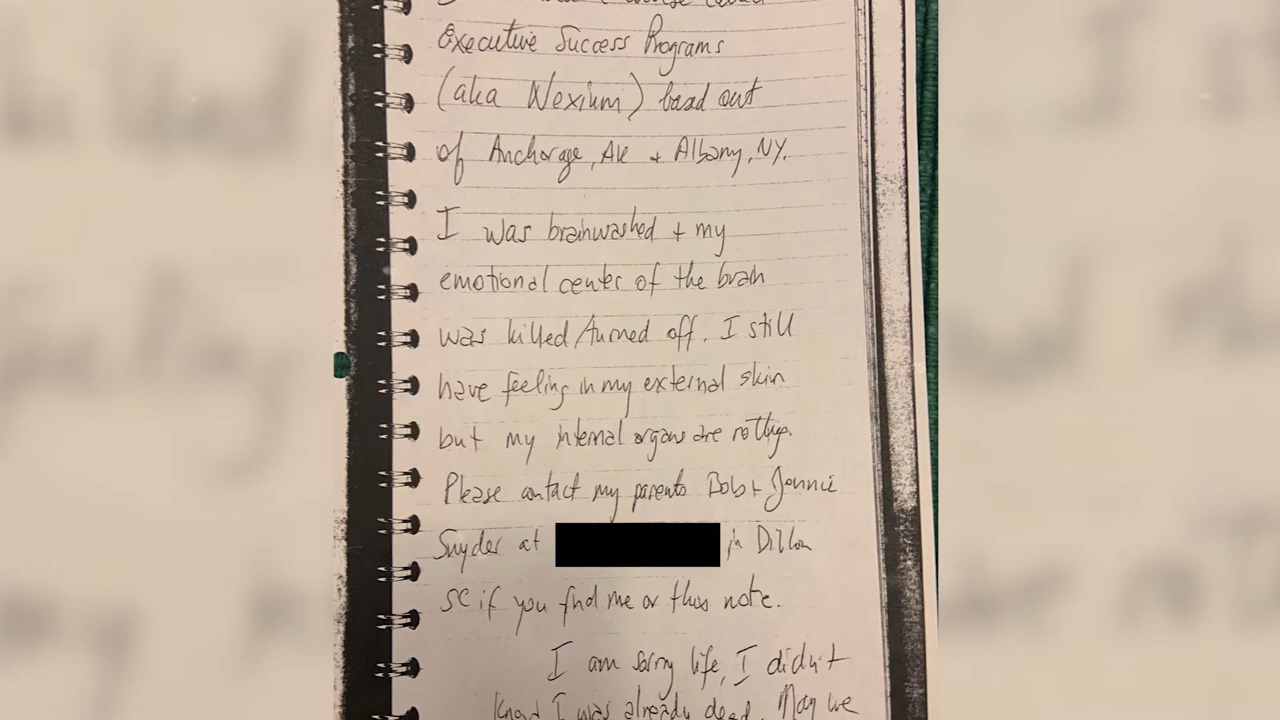 Executive Success Programs
(aka Nexium) basd out
of Anchorage, AK + Albany, NY.
I was brainwashed + my
emotional center of the brain
was killed/turned off. I still
have feeling in my external skin
but my internal organs are rotting.
Please contact my parents Bob + Jonnie
Snyder at in Dillon
SC if you find me or this note.
I am sorry life, I didn't
know I was already dead. May we